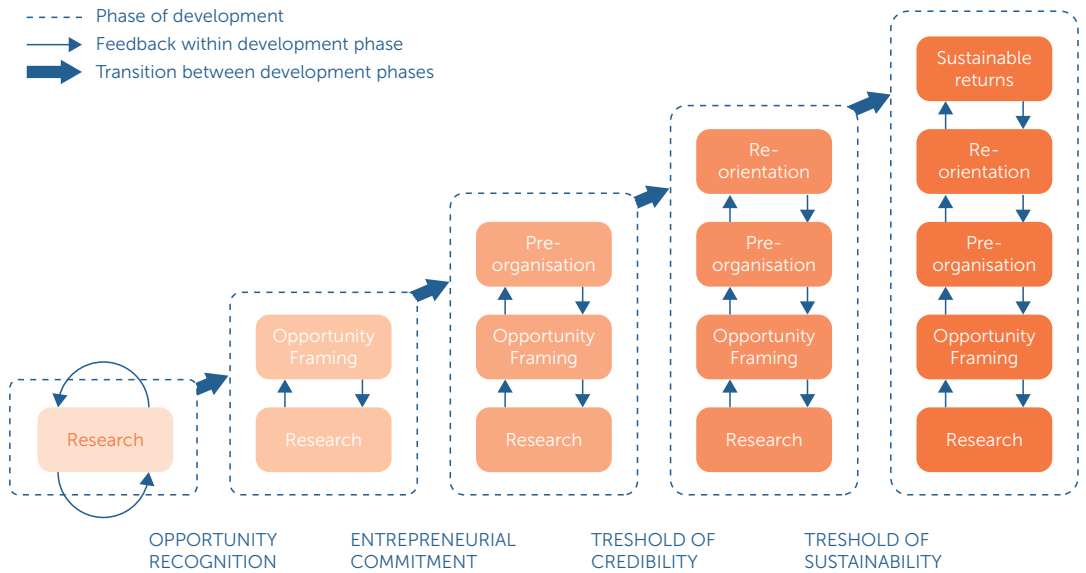 Phase of development
Feedback within development phase
Transition between development phases
Research
Opportunity
Framing
Research
Pre-
organisation
Opportunity
Framing
Research
Re-
orientation
Pre-
organisation
Opportunity
Framing
Research
Sustainable
returns
Re-
orientation
Pre-
organisation
Opportunity
Framing
Research
OPPORTUNITY
RECOGNITION
ENTREPRENEURIAL
COMMITMENT
TRESHOLD OF
CREDIBILITY
TRESHOLD OF
SUSTAINABILITY